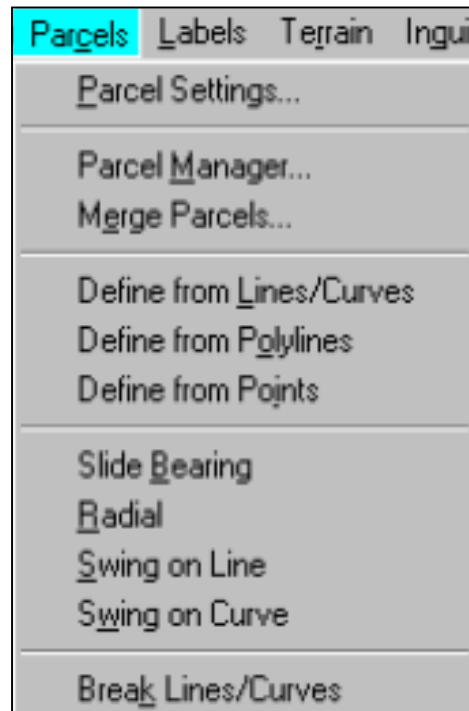 Parcels Labels Terrain Inqui
Parcel Settings...
Parcel Manager...
Merge Parcels...
Define from Lines/Curves
Define from Polylines
Define from Points
Slide Bearing
Radial
Swing on Line
Swing on Curve
Break Lines/Curves